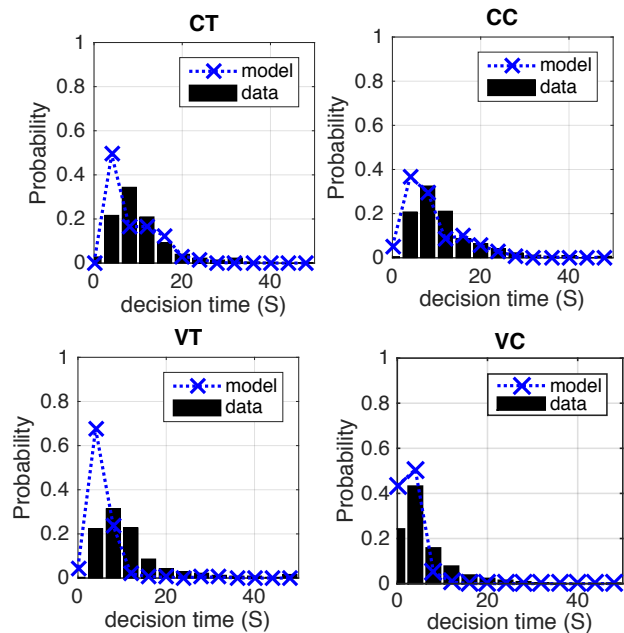 CT
1
0.8
0.6
0.4
0.2
0
Probability
model
data
0 20 40
decision time (S)
CC
1
0.8
0.6
0.4
0.2
0
Probability
model
data
0 20 40
decision time (S)
VT
1
0.8
0.6
0.4
0.2
0
Probability
model
data
0 20 40
decision time (S)
VC
1
0.8
0.6
0.4
0.2
0
Probability
model
data
0 20 40
decision time (S)